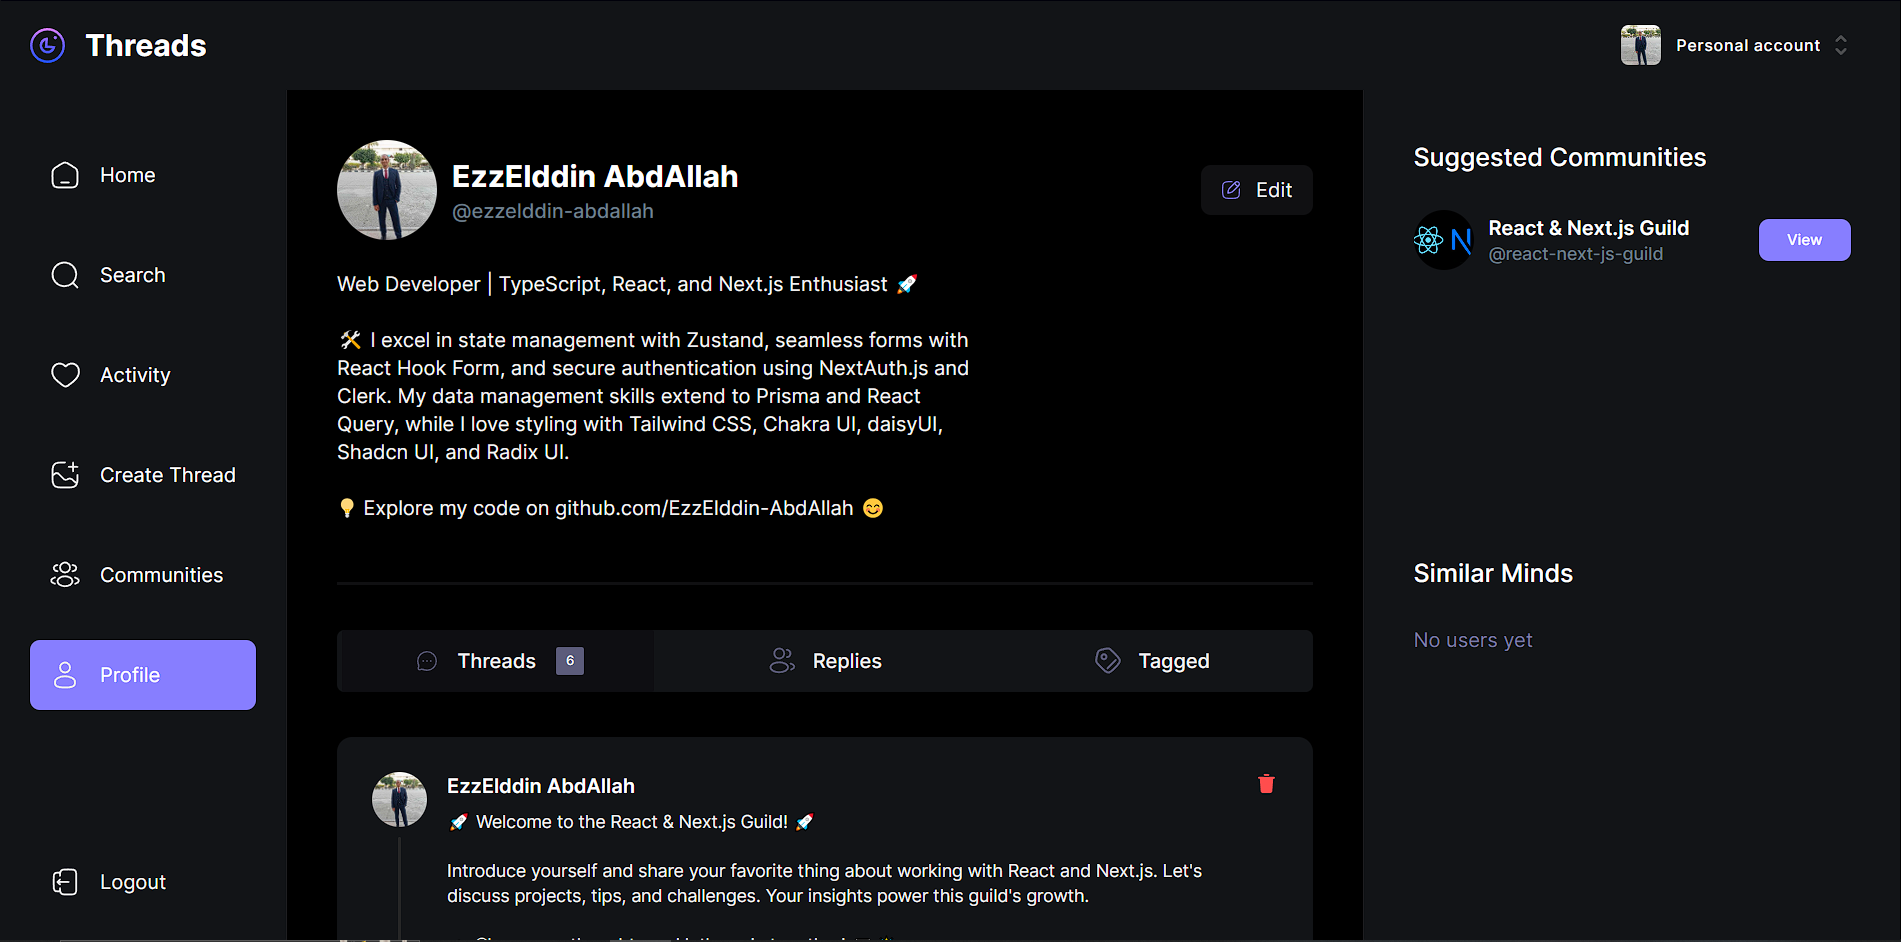 Threads
Personal account
Home
Search
Activity
Create Thread
Communities
Profile
Logout
EzzElddin AbdAllah
@ezzelddin-abdallah
Edit
Web Developer | TypeScript, React, and Next.js Enthusiast 🚀
🛠️ I excel in state management with Zustand, seamless forms with
React Hook Form, and secure authentication using NextAuth.js and
Clerk. My data management skills extend to Prisma and React
Query, while I love styling with Tailwind CSS, Chakra UI, daisyUI,
Shadcn UI, and Radix UI.
💡 Explore my code on github.com/EzzElddin-AbdAllah 😊
Threads 6
Replies
Tagged
EzzElddin AbdAllah
🚀 Welcome to the React & Next.js Guild! 🚀
Introduce yourself and share your favorite thing about working with React and Next.js. Let's
discuss projects, tips, and challenges. Your insights power this guild's growth.
Suggested Communities
React & Next.js Guild
@react-next-js-guild
View
Similar Minds
No users yet